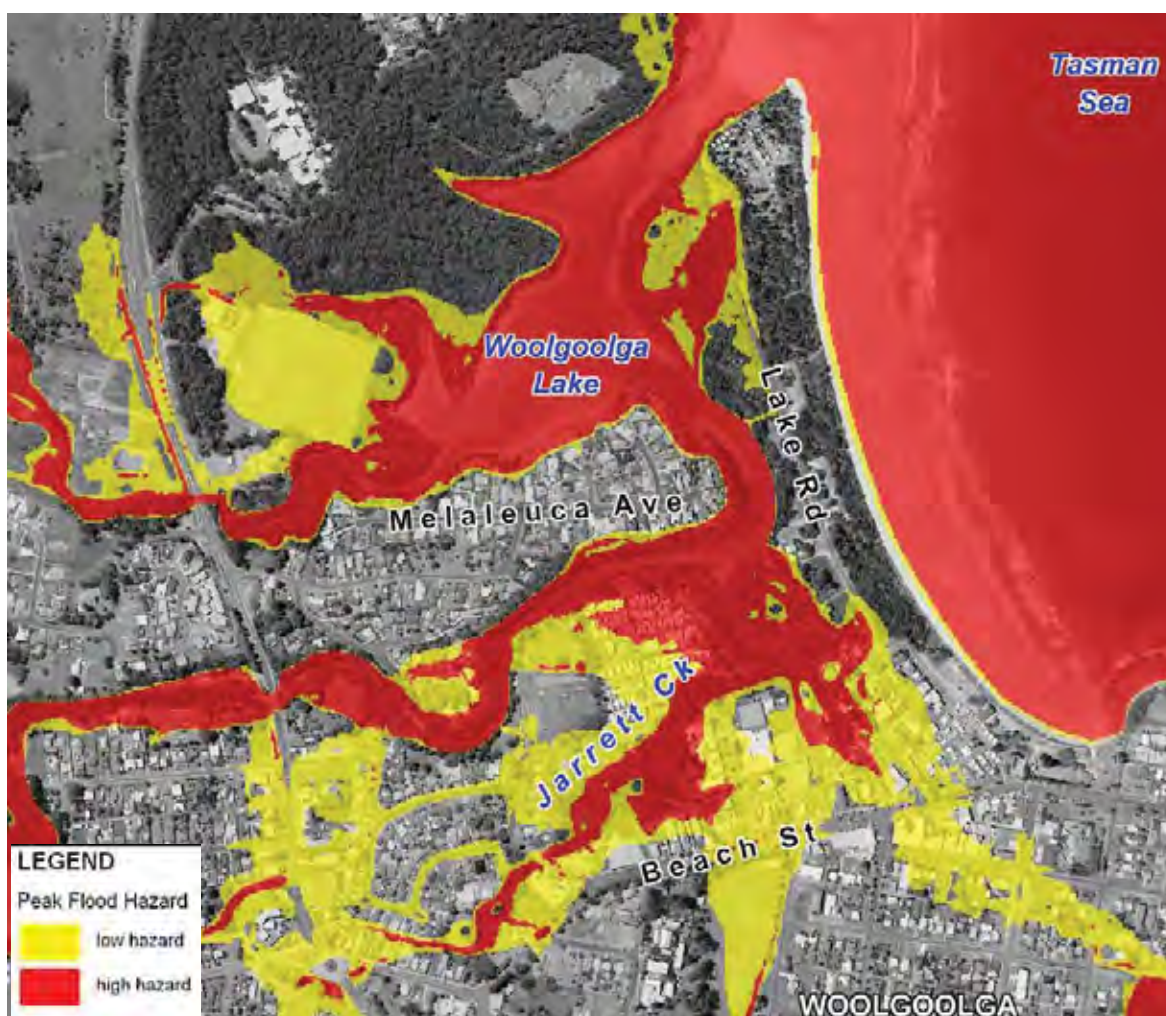 Tasman
Sea
Woolgoolga
Lake
Lake Rd
Melaleuca Ave
Jarrett Ck
Beach St
LEGEND
Peak Flood Hazard
low hazard
high hazard
WOOLGOOLGA